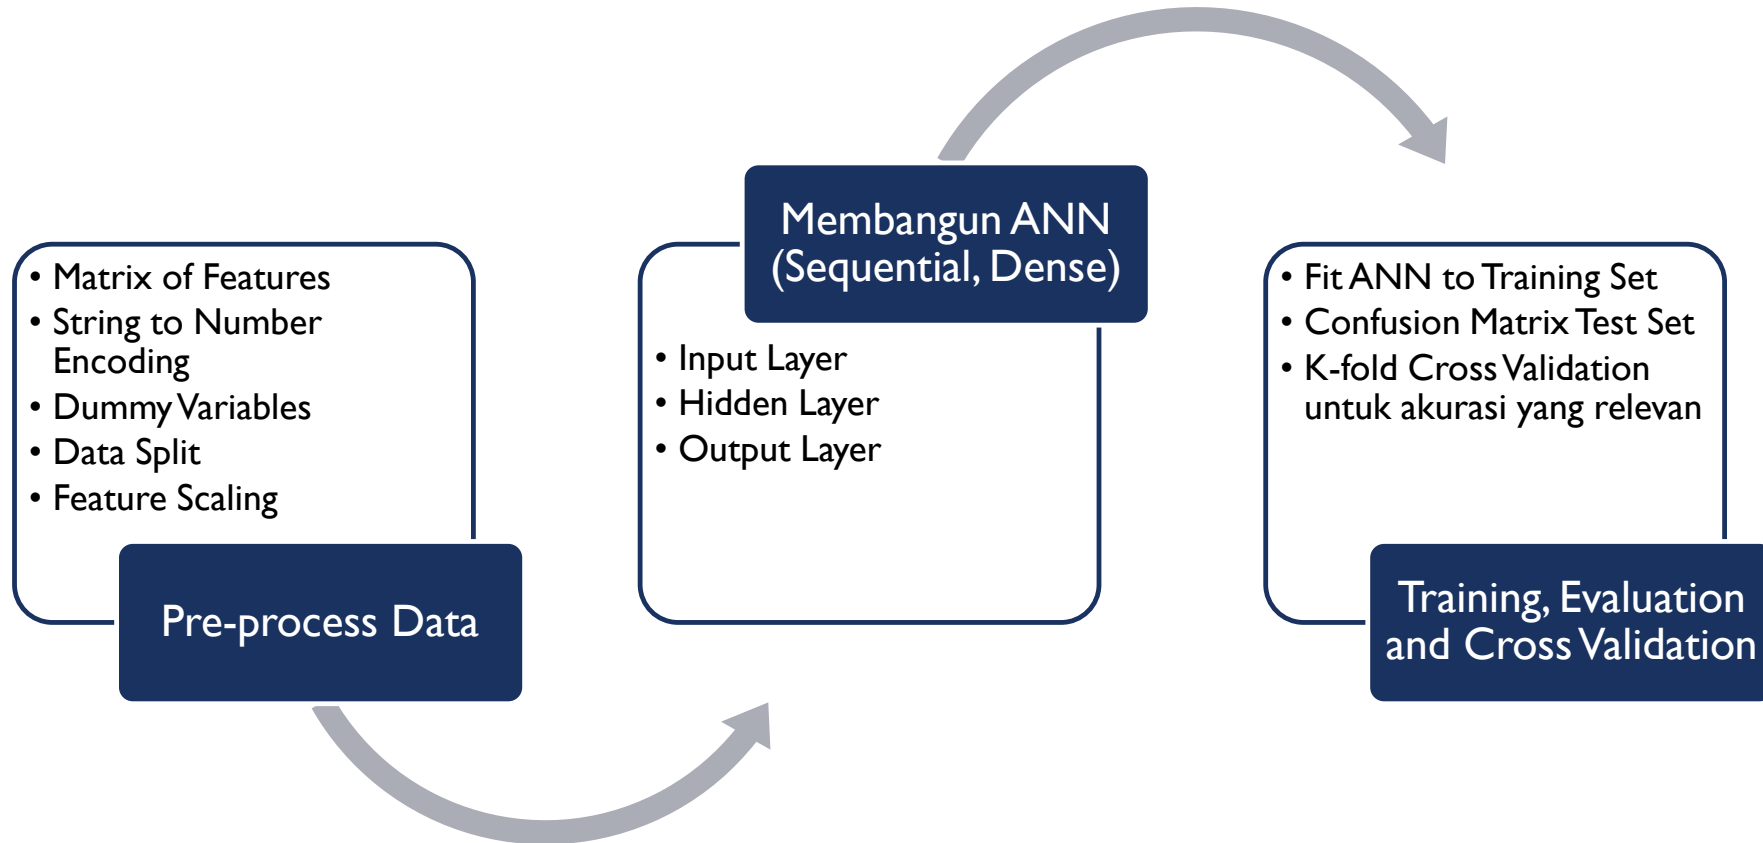 • Matrix of Features
• String to Number
Encoding
• Dummy Variables
• Data Split
• Feature Scaling
Pre-process Data
Membangun ANN
(Sequential, Dense)
• Input Layer
• Hidden Layer
• Output Layer
• Fit ANN to Training Set
• Confusion Matrix Test Set
• K-fold Cross Validation
untuk akurasi yang relevan
Training, Evaluation
and Cross Validation